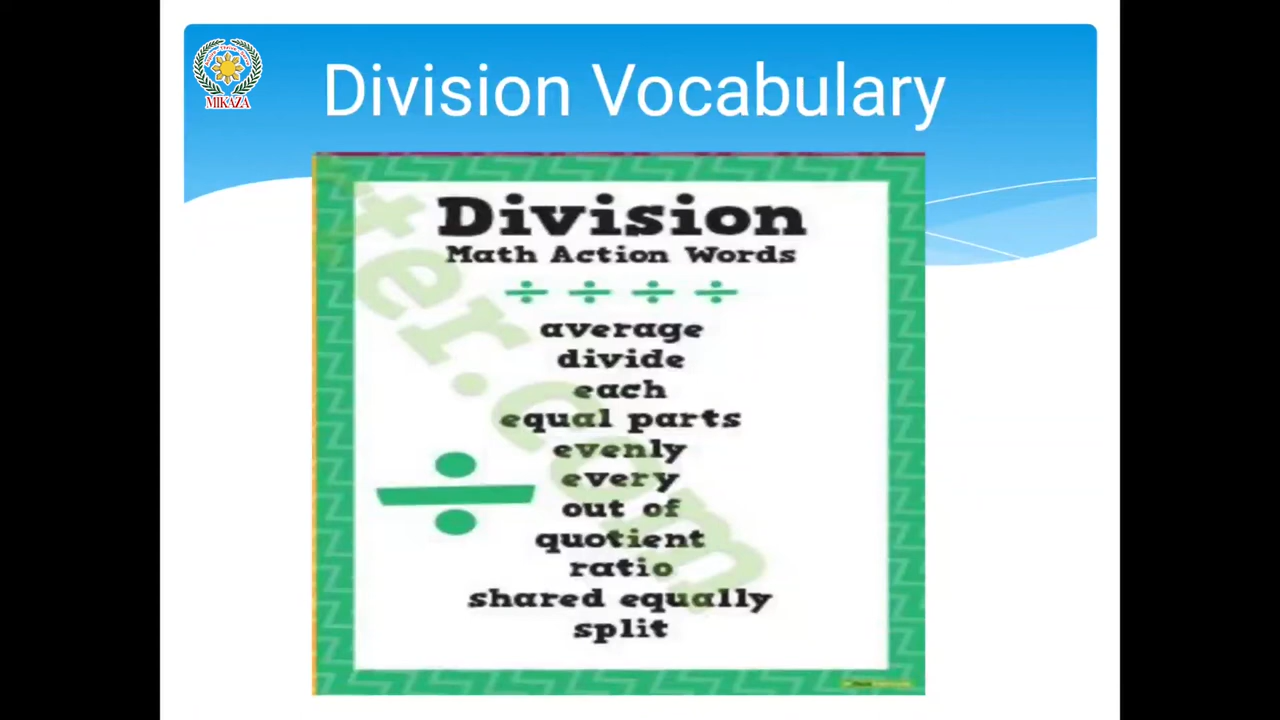 MIKAZA
Division Vocabulary
Division
Math Action Words
÷ ÷ ÷ ÷
average
divide
each
equal parts
evenly
every
out of
quotient
ratio
shared equally
split
÷